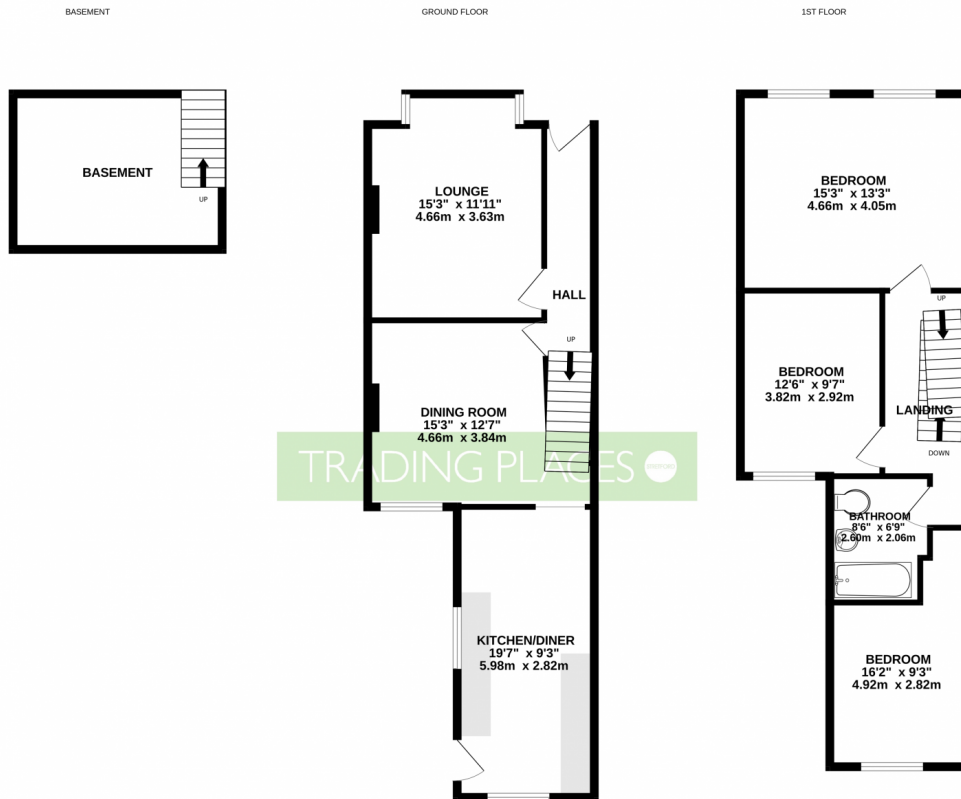 BASEMENT
GROUND FLOOR
1ST FLOOR
BASEMENT
UP
LOUNGE
15'3" x 11'11"
4.66m x 3.63m
HALL
UP
DINING ROOM
15'3" x 12'7"
4.66m x 3.84m
TRADING PLACES
KITCHEN/DINER
19'7" x 9'3"
5.98m x 2.82m
BEDROOM
15'3" x 13'3"
4.66m x 4.05m
UP
BEDROOM
12'6" x 9'7"
3.82m x 2.92m
LANDING
DOWN
BATHROOM
8'6" x 6'9"
2.60m x 2.06m
BEDROOM
16'2" x 9'3"
4.92m x 2.82m